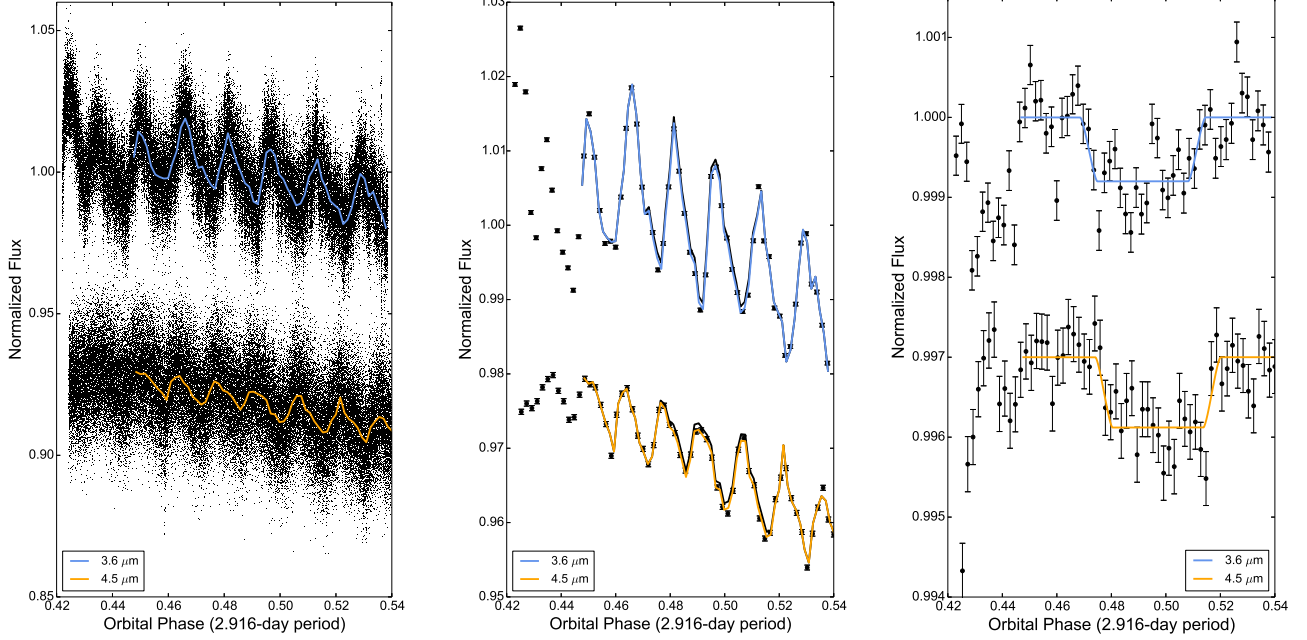 1.05
1.00
0.95
0.90
0.85
Normalized Flux
3.6 μm
4.5 μm
0.42 0.44 0.46 0.48 0.50 0.52 0.54
Orbital Phase (2.916-day period)
1.03
1.02
1.01
1.00
0.99
0.98
0.97
0.96
0.95
Normalized Flux
3.6 μm
4.5 μm
0.42 0.44 0.46 0.48 0.50 0.52 0.54
Orbital Phase (2.916-day period)
1.001
1.000
0.999
0.998
0.997
0.996
0.995
0.994
Normalized Flux
3.6 μm
4.5 μm
0.42 0.44 0.46 0.48 0.50 0.52 0.54
Orbital Phase (2.916-day period)